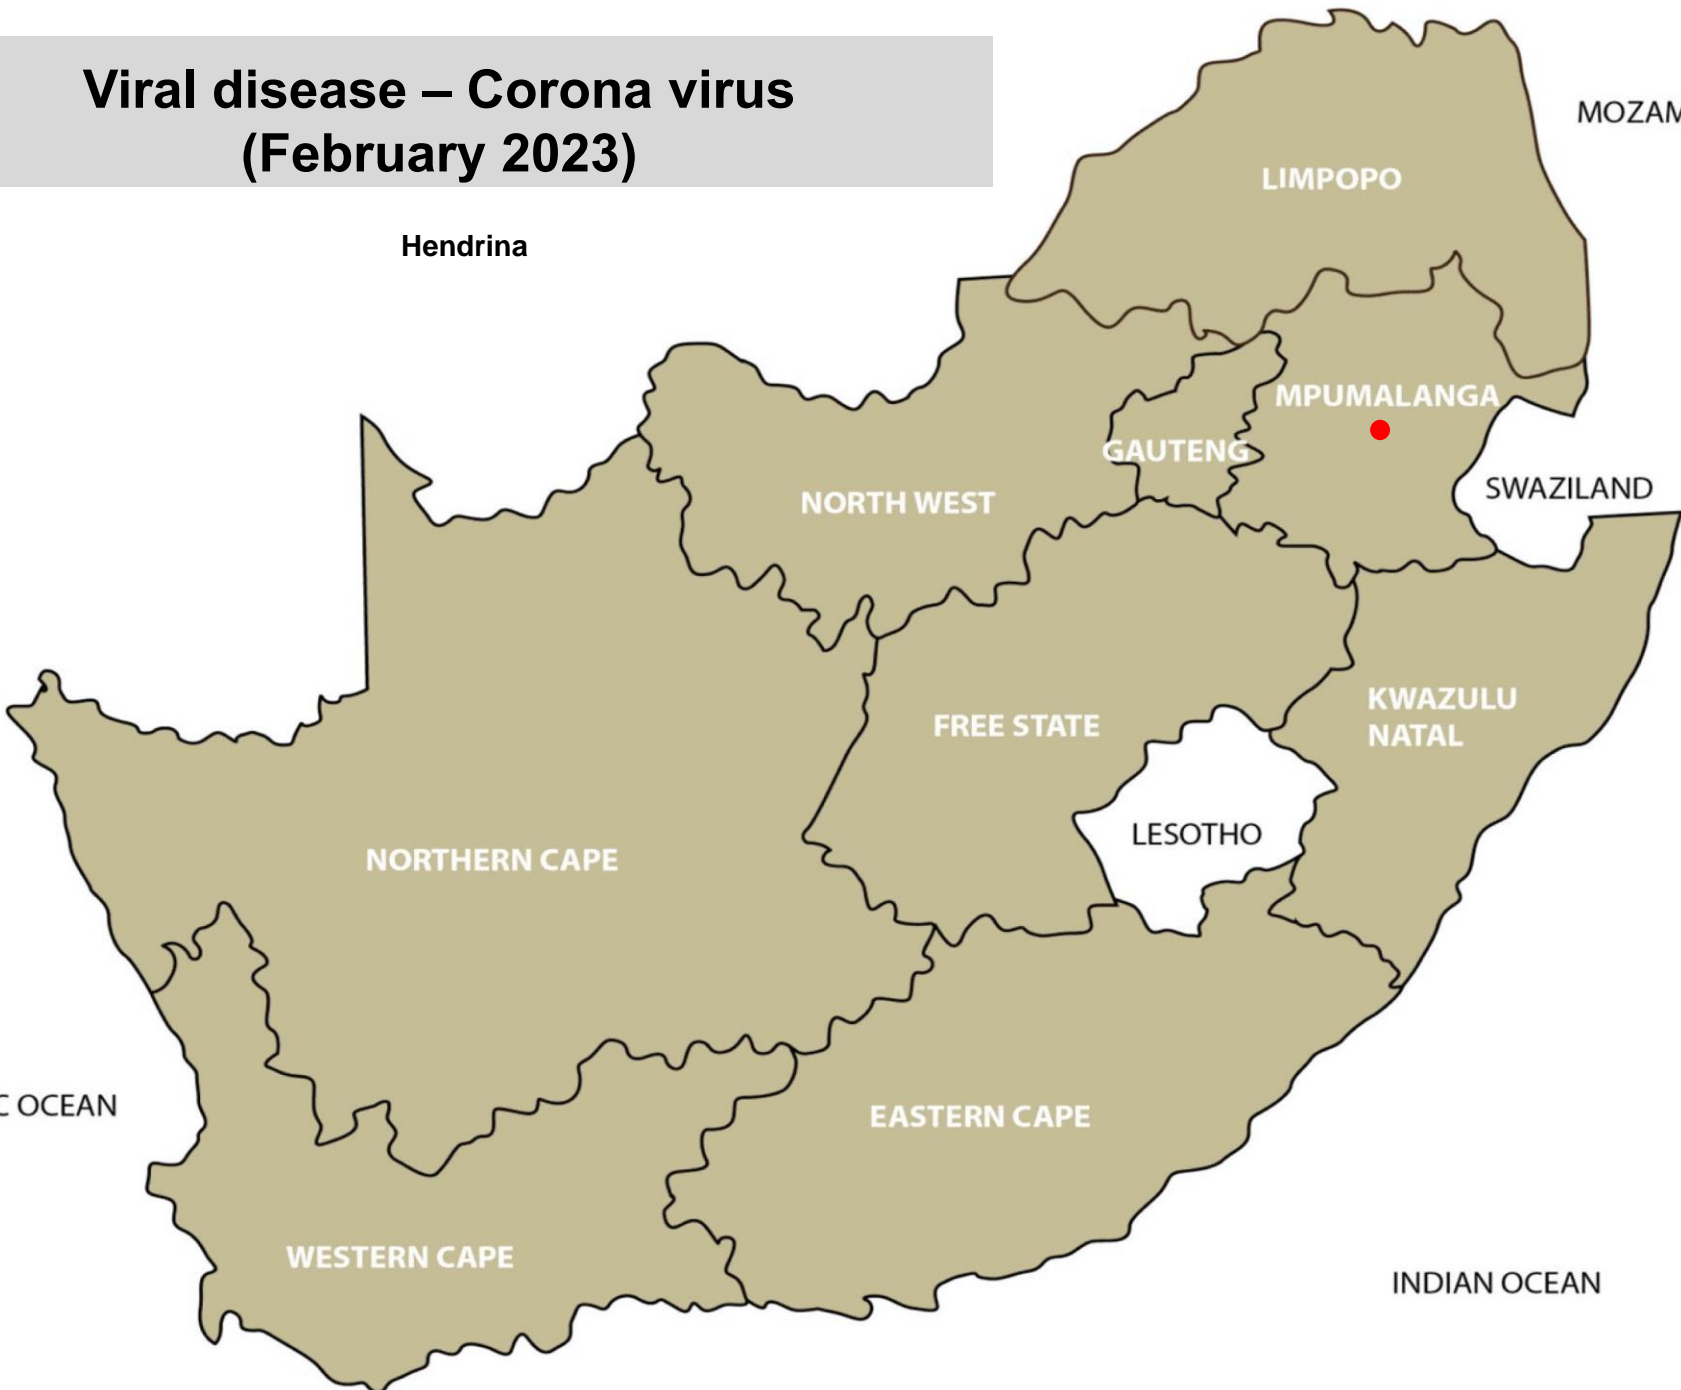 Viral disease – Corona virus
(February 2023)
MOZAM
LIMPOPO
Hendrina
MPUMALANGA
GAUTENG
SWAZILAND
NORTH WEST
KWAZULU
NATAL
FREE STATE
LESOTHO
NORTHERN CAPE
C OCEAN
EASTERN CAPE
WESTERN CAPE
INDIAN OCEAN